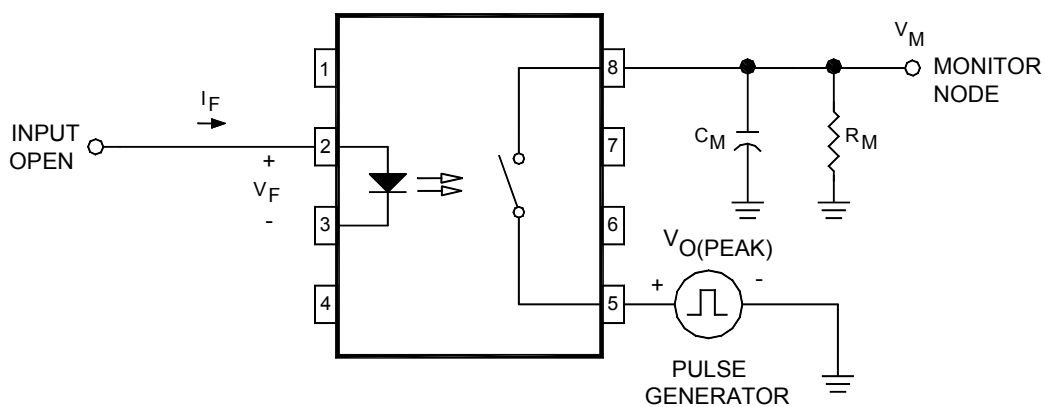 V_M
MONITOR
NODE
1
8
I_F
INPUT
OPEN
2
7
C_M
R_M
+
V_F
-
3
6
V_O(PEAK)
4
5
+
-
PULSE
GENERATOR